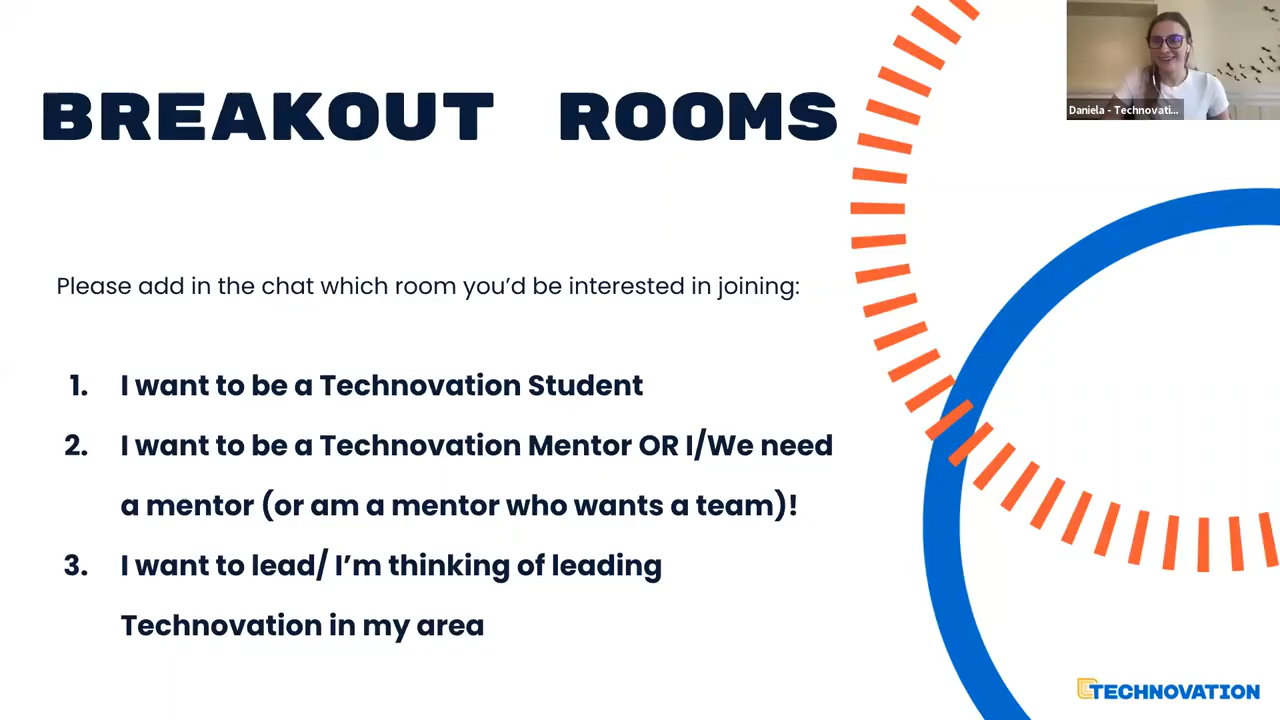 BREAKOUT ROOMS
Daniela - Technovati...
Please add in the chat which room you’d be interested in joining:
1. I want to be a Technovation Student
2. I want to be a Technovation Mentor OR I/We need
a mentor (or am a mentor who wants a team)!
3. I want to lead/ I’m thinking of leading
Technovation in my area
TECHNOVATION